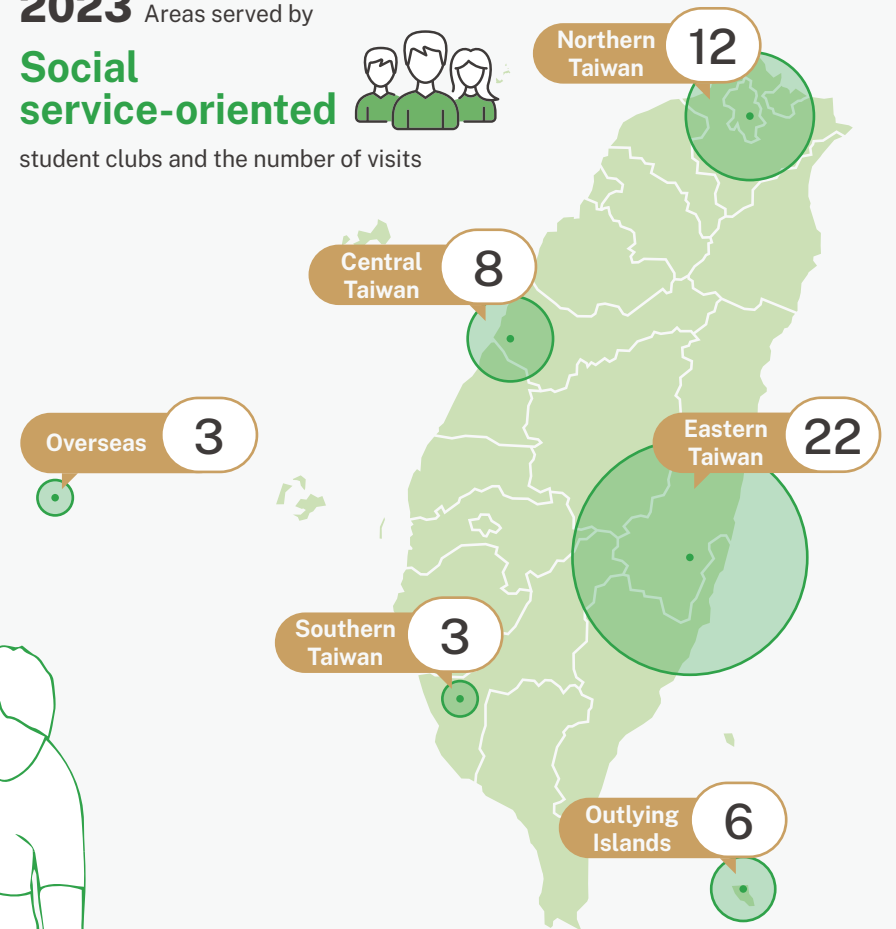 2023 Areas served by
Social
service-oriented
student clubs and the number of visits
Northern
Taiwan
12
Central
Taiwan
8
Overseas
3
Eastern
Taiwan
22
Southern
Taiwan
3
Outlying
Islands
6